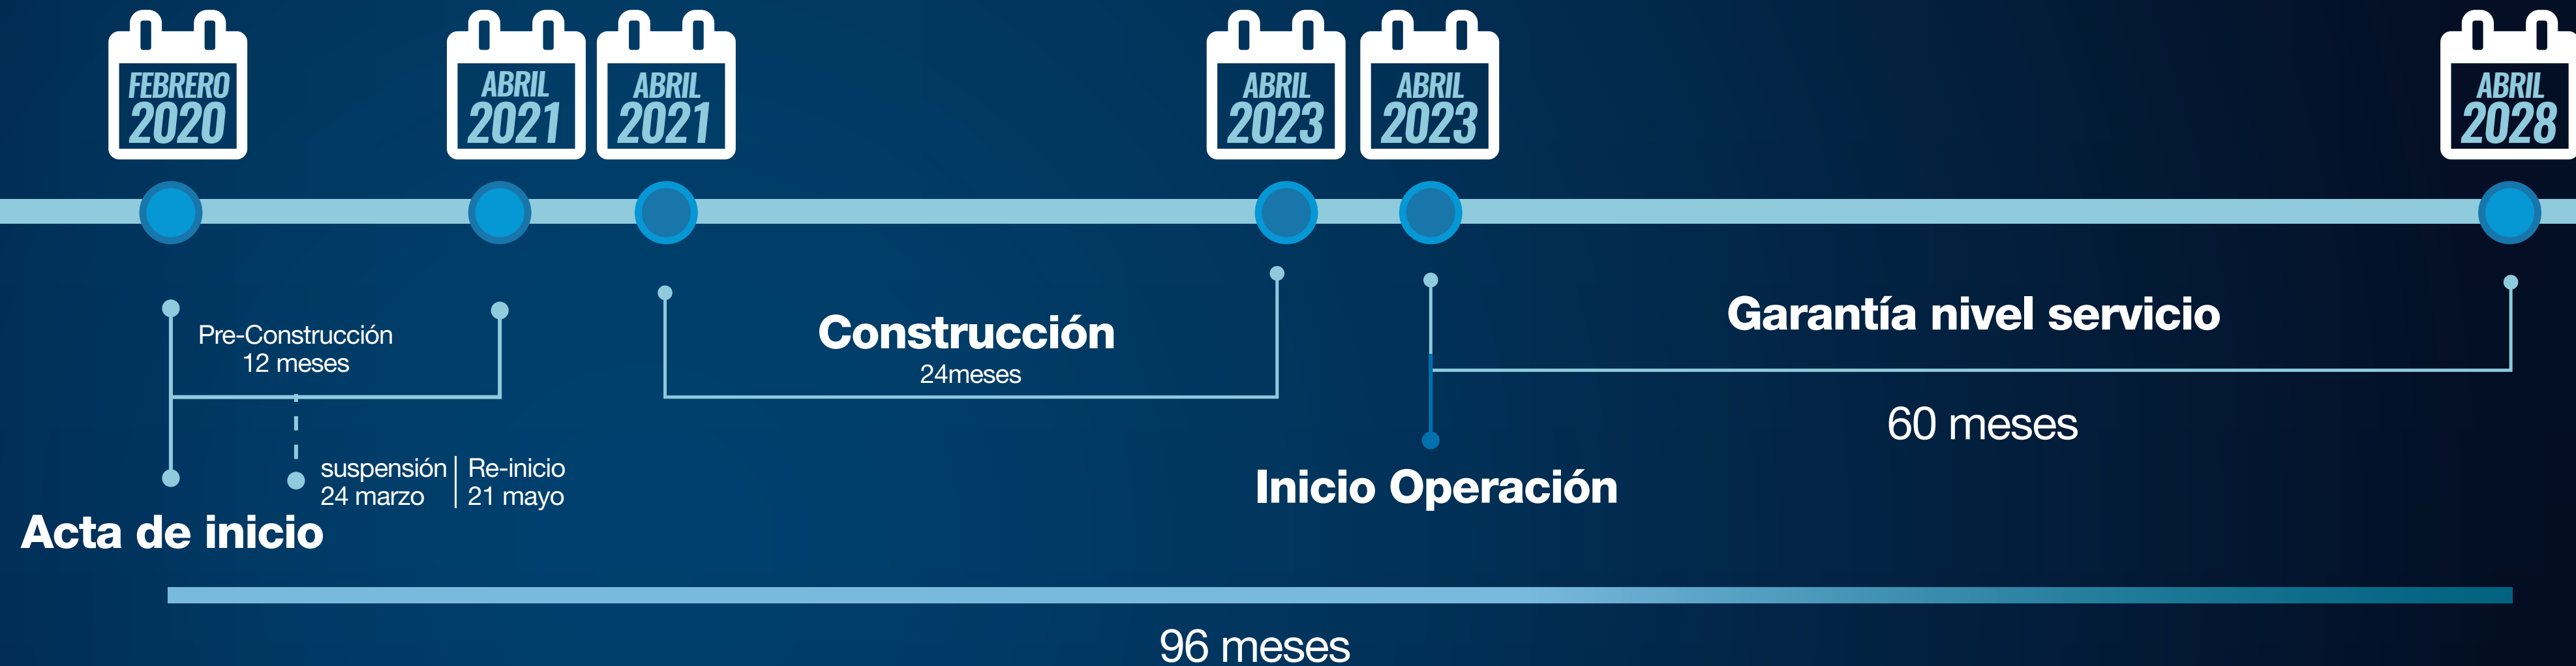 FEBRERO
2020
ABRIL
2021
ABRIL
2021
ABRIL
2023
ABRIL
2023
ABRIL
2028
Pre-Construcción
12 meses
suspensión
24 marzo
Re-inicio
21 mayo
Acta de inicio
Construcción
24meses
Inicio Operación
Garantía nivel servicio
60 meses
96 meses